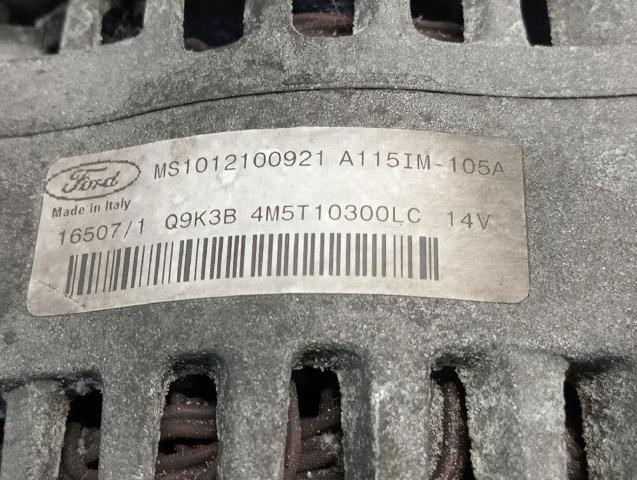 Ford MS1012100921 A115IM-105A
Made in Italy
16507/1 Q9K3B 4M5T10300LC 14V